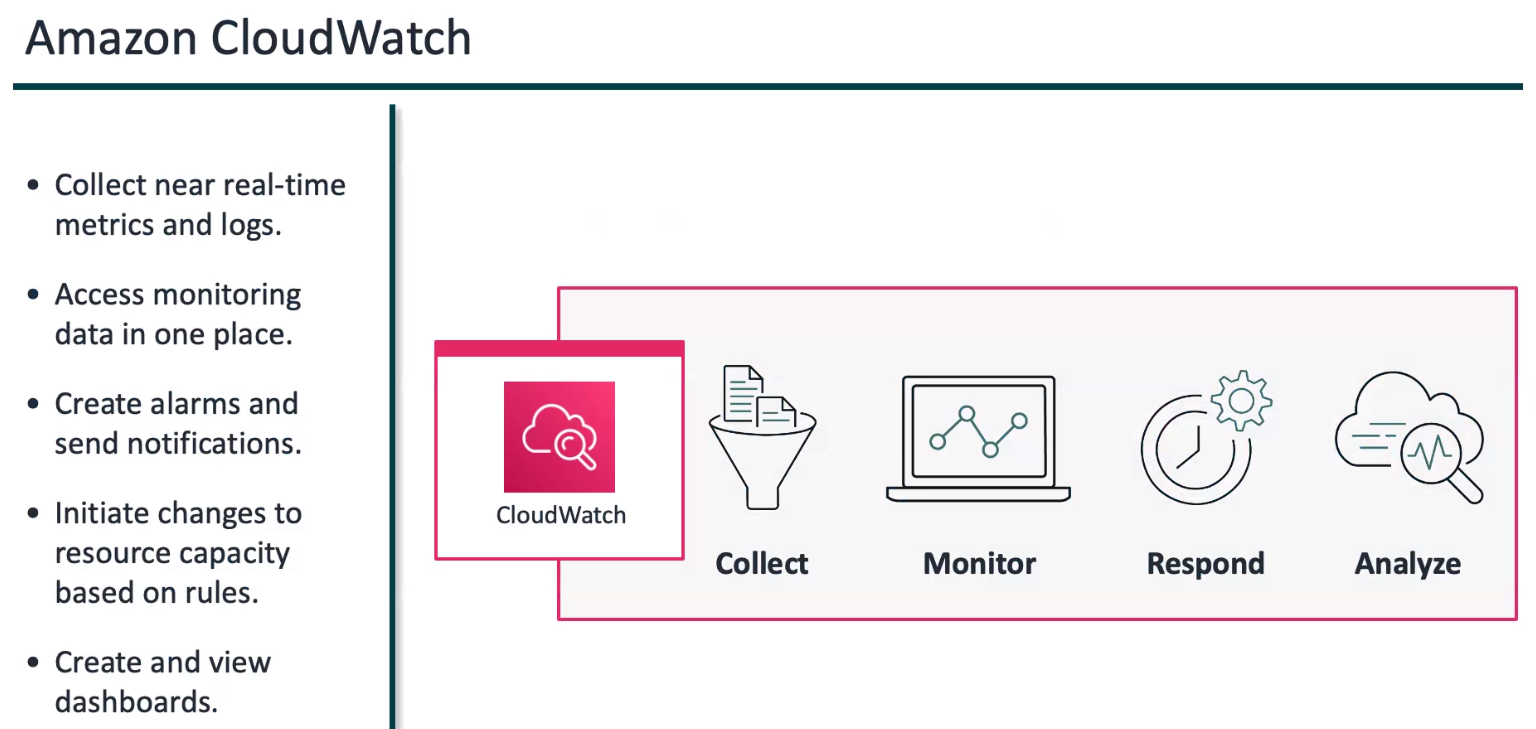 Amazon CloudWatch
• Collect near real-time
metrics and logs.
• Access monitoring
data in one place.
• Create alarms and
send notifications.
• Initiate changes to
resource capacity
based on rules.
• Create and view
dashboards.
CloudWatch
Collect
Monitor
Respond
Analyze